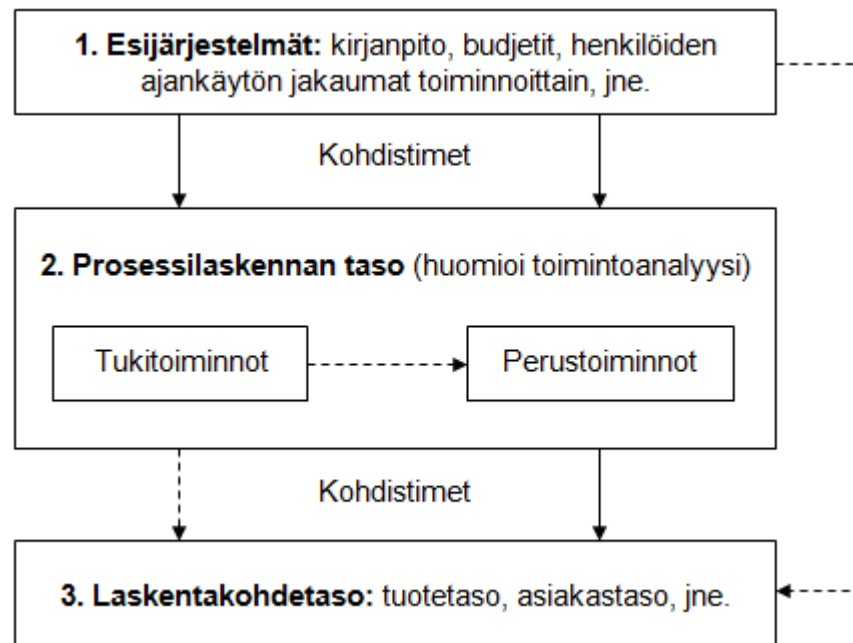 1. Esijärjestelmät: kirjanpito, budjetit, henkilöiden
ajankäytön jakaumat toiminnoittain, jne.
Kohdistimet
2. Prosessilaskennan taso (huomioi toimintoanalyysi)
Tukitoiminnot
Perustoiminnot
Kohdistimet
3. Laskentakohdetaso: tuotetaso, asiakastaso, jne.